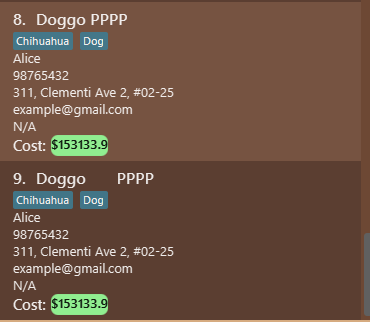 8. Doggo PPPP
Chihuahua Dog
Alice
98765432
311, Clementi Ave 2, #02-25
example@gmail.com
N/A
Cost: $153133.9
9. Doggo      PPPP
Chihuahua Dog
Alice
98765432
311, Clementi Ave 2, #02-25
example@gmail.com
N/A
Cost: $153133.9